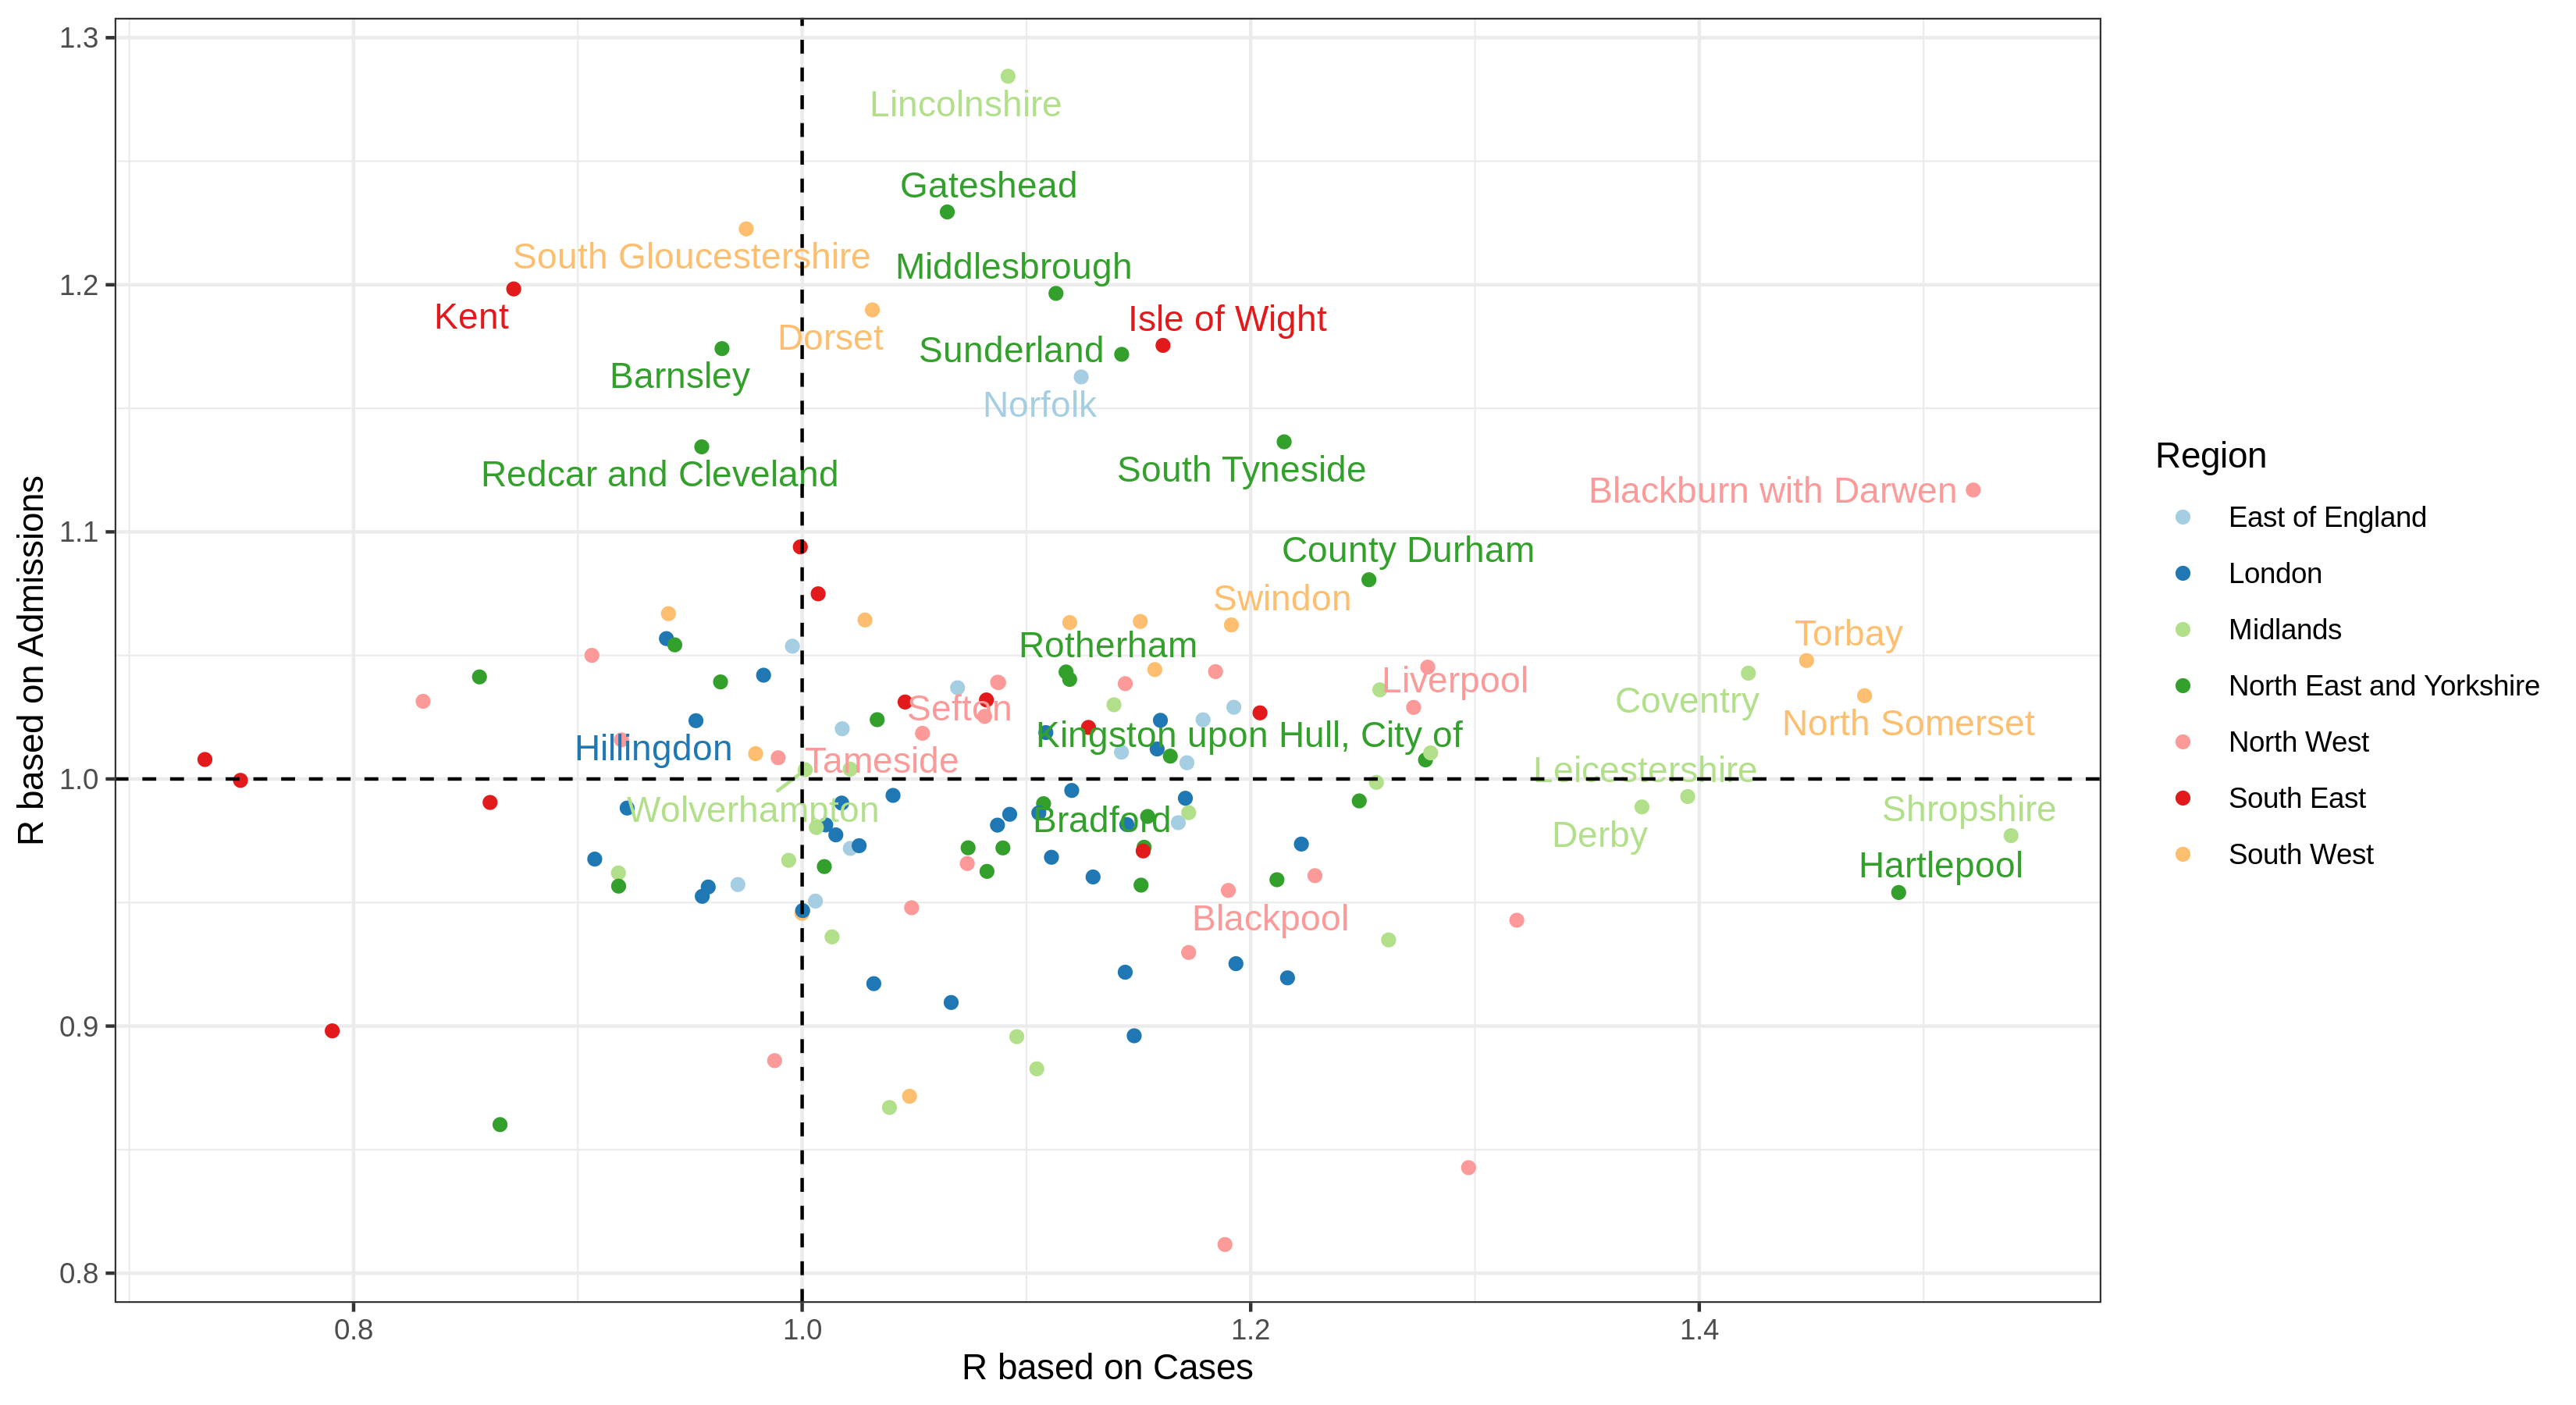 1.3
Lincolnshire
Gateshead
South Gloucestershire
Middlesbrough
1.2
Kent
Isle of Wight
Dorset
Sunderland
Barnsley
Norfolk
Redcar and Cleveland
South Tyneside
Blackburn with Darwen
1.1
County Durham
Swindon
Rotherham
Torbay
Liverpool
Coventry
Sefton
North Somerset
Kingston upon Hull, City of
Hillingdon
Tameside
1.0
Leicestershire
Wolverhampton
Shropshire
Bradford
Derby
Hartlepool
Blackpool
0.9
0.8
R based on Admissions
0.8
1.0
1.2
1.4
R based on Cases
Region
East of England
London
Midlands
North East and Yorkshire
North West
South East
South West